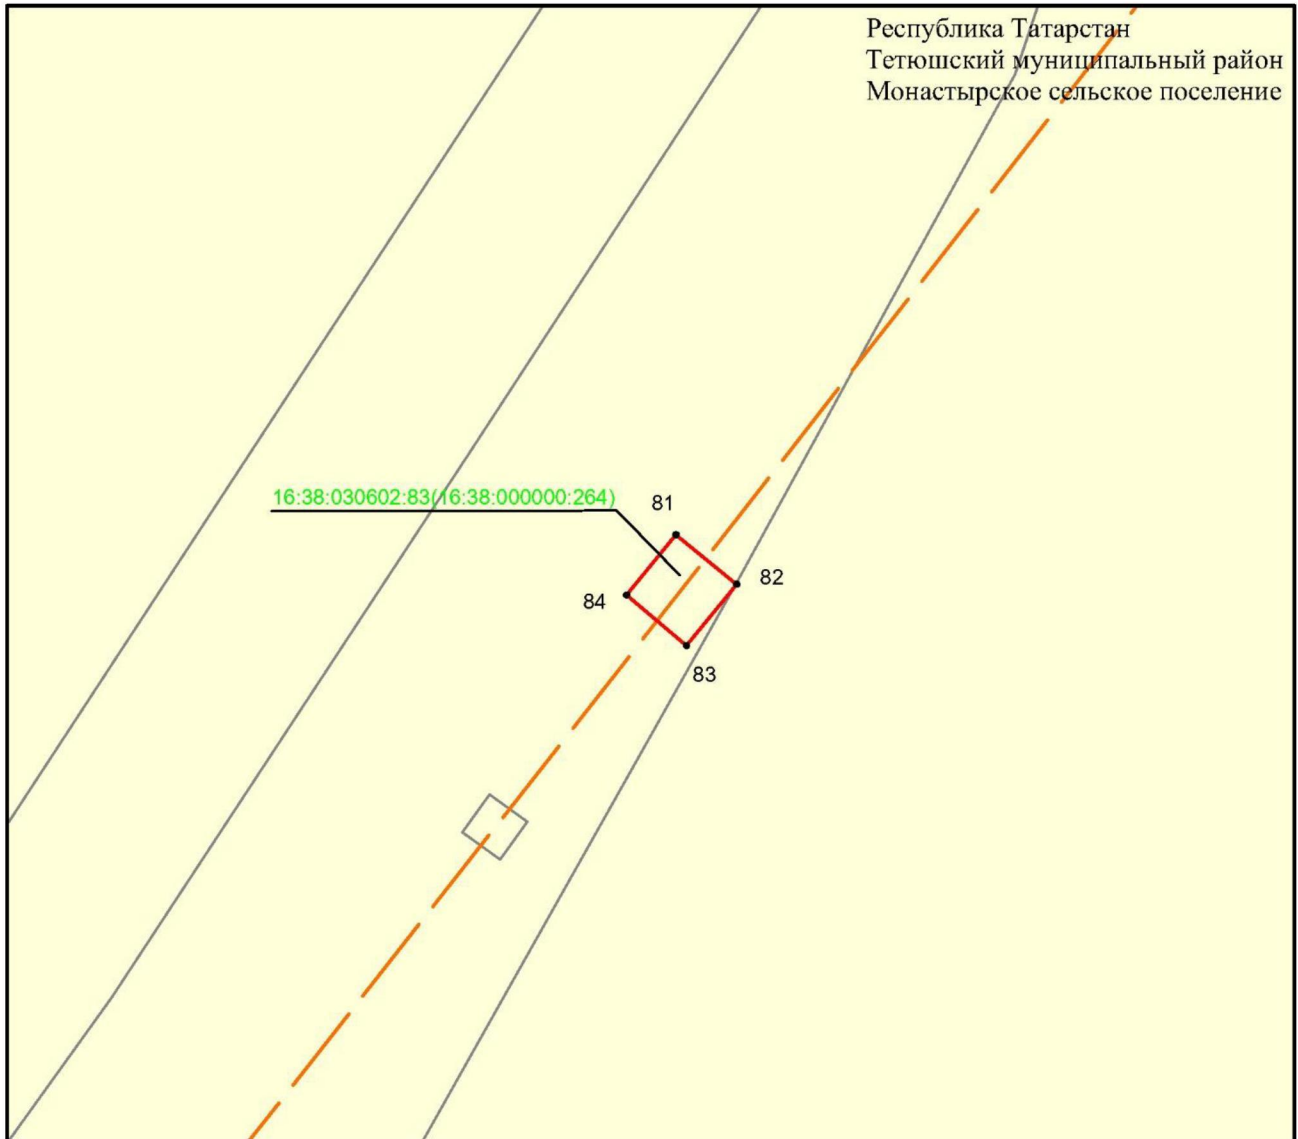 Республика Татарстан
Тетюшский муниципальный район
Монастырское сельское поселение
16:38:030602:83(16:38:000000:264)
81
82
84
83